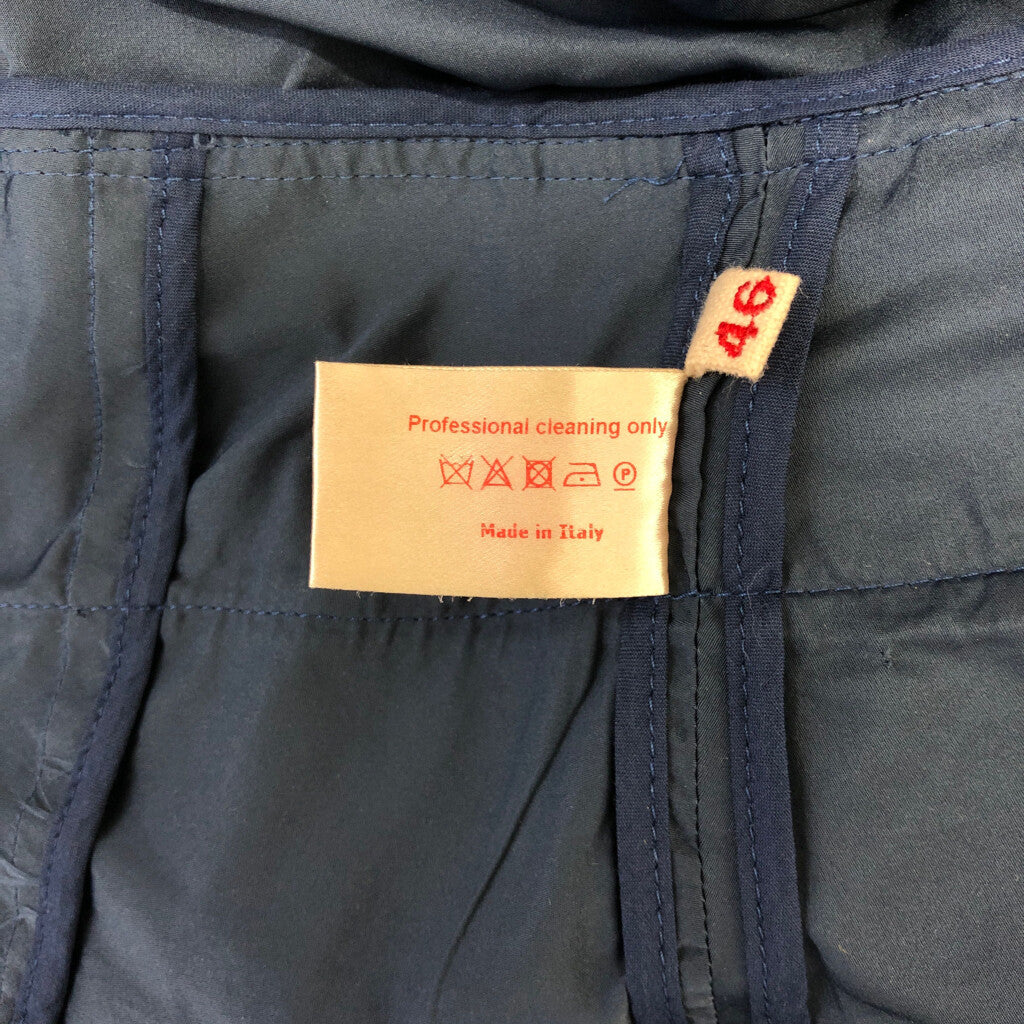 46
Professional cleaning only
P
Made in Italy